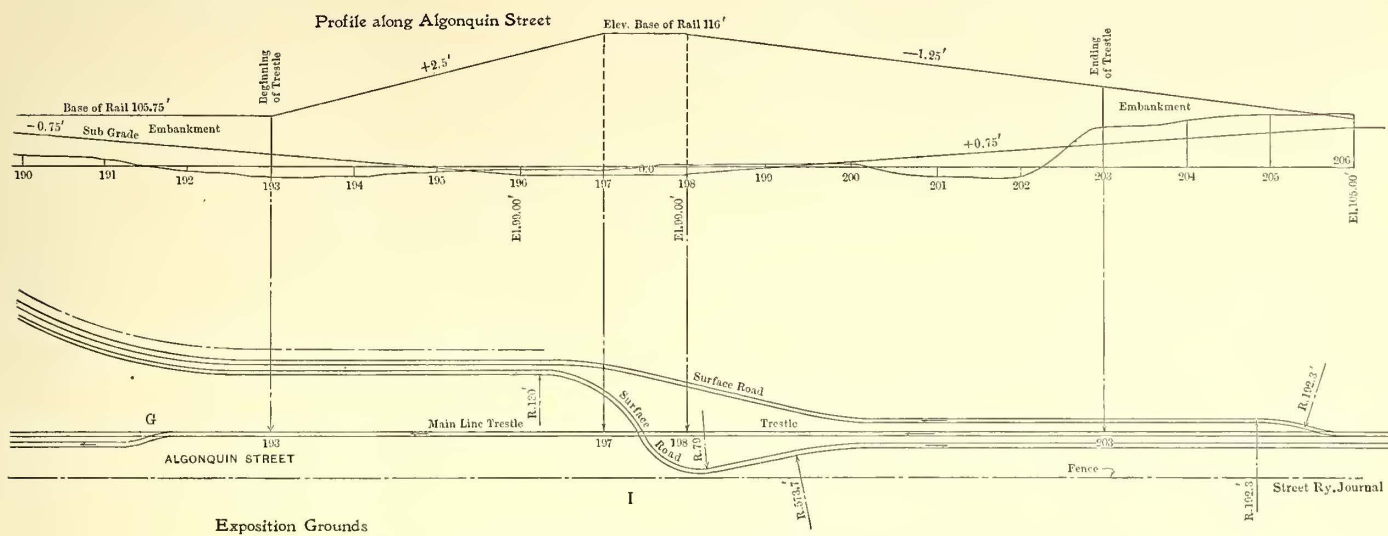 Profile along Algonquin Street
Elev. Base of Rail 116'
Beginning
of Trestle
+2.5'
-1.25'
Ending
of Trestle
Base of Rail 105.75'
-0.75'
Sub Grade
Embankment
Embankment
+0.75'
0.0
190
191
192
193
194
195
196
197
198
199
200
201
202
203
204
205
206
El.99.00'
El.99.00'
El.105.00'
Surface Road
Surface
Road
R.130'
R.192.3'
G
Main Line Trestle
Trestle
193
197
198
R.79'
203
ALGONQUIN STREET
R.573.7'
Fence
R.192.3'
Street Ry. Journal
I
Exposition Grounds